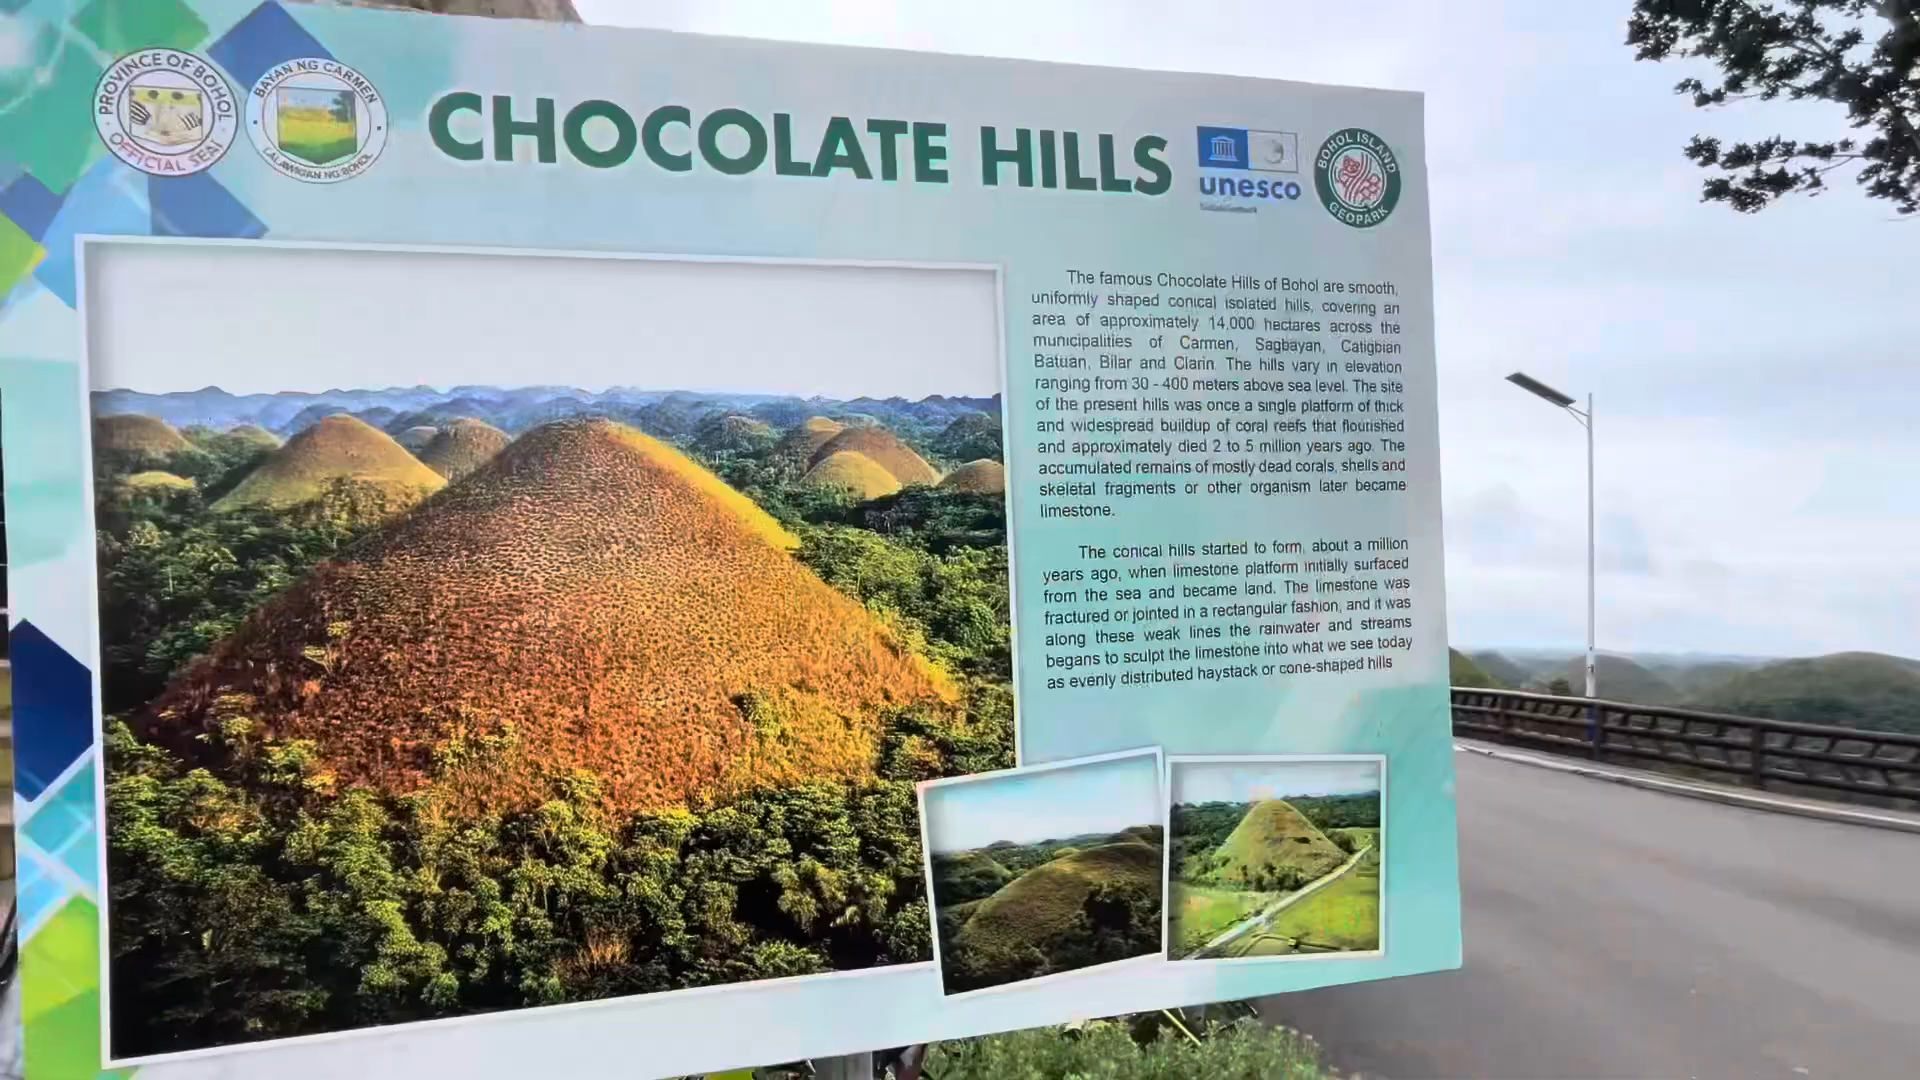 PROVINCE OF BOHOL
OFFICIAL SEAL
BAYAN NG CARMEN
LALAWIGAN NG BOHOL
CHOCOLATE HILLS
unesco
BOHOL ISLAND
GEOPARK
The famous Chocolate Hills of Bohol are smooth,
uniformly shaped conical isolated hills, covering an
area of approximately 14,000 hectares across the
municipalities of Carmen, Sagbayan, Catigbian
Batuan, Bilar and Clarin. The hills vary in elevation
ranging from 30 - 400 meters above sea level. The site
of the present hills was once a single platform of thick
and widespread buildup of coral reefs that flourished
and approximately died 2 to 5 million years ago. The
accumulated remains of mostly dead corals, shells and
skeletal fragments or other organism later became
limestone.
The conical hills started to form, about a million
years ago, when limestone platform initially surfaced
from the sea and became land. The limestone was
fractured or jointed in a rectangular fashion, and it was
along these weak lines the rainwater and streams
begans to sculpt the limestone into what we see today
as evenly distributed haystack or cone-shaped hills